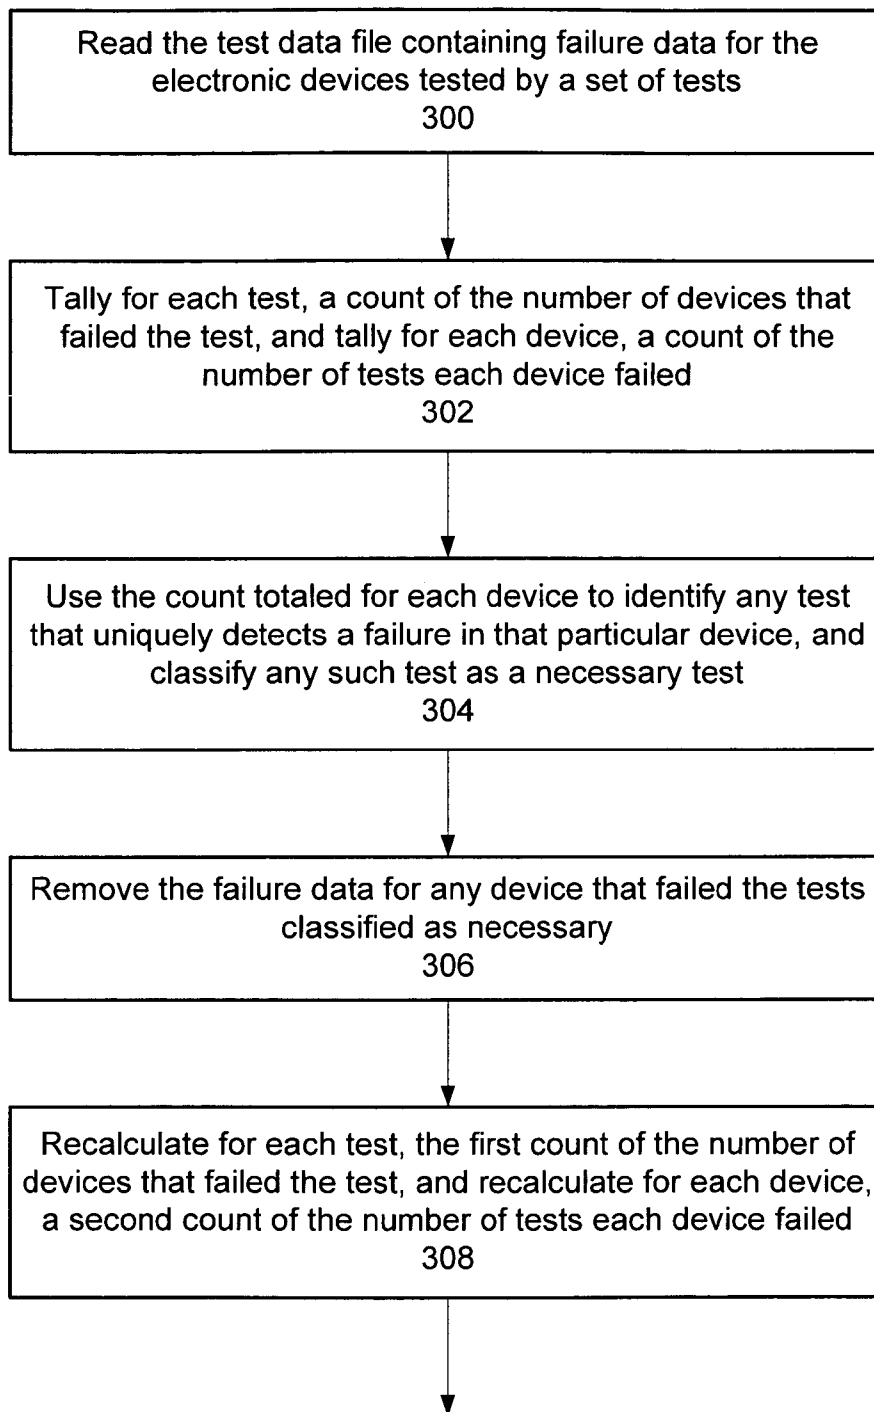 Read the test data file containing failure data for the
electronic devices tested by a set of tests
300
Tally for each test, a count of the number of devices that
failed the test, and tally for each device, a count of the
number of tests each device failed
302
Use the count totaled for each device to identify any test
that uniquely detects a failure in that particular device, and
classify any such test as a necessary test
304
Remove the failure data for any device that failed the tests
classified as necessary
306
Recalculate for each test, the first count of the number of
devices that failed the test, and recalculate for each device,
a second count of the number of tests each device failed
308